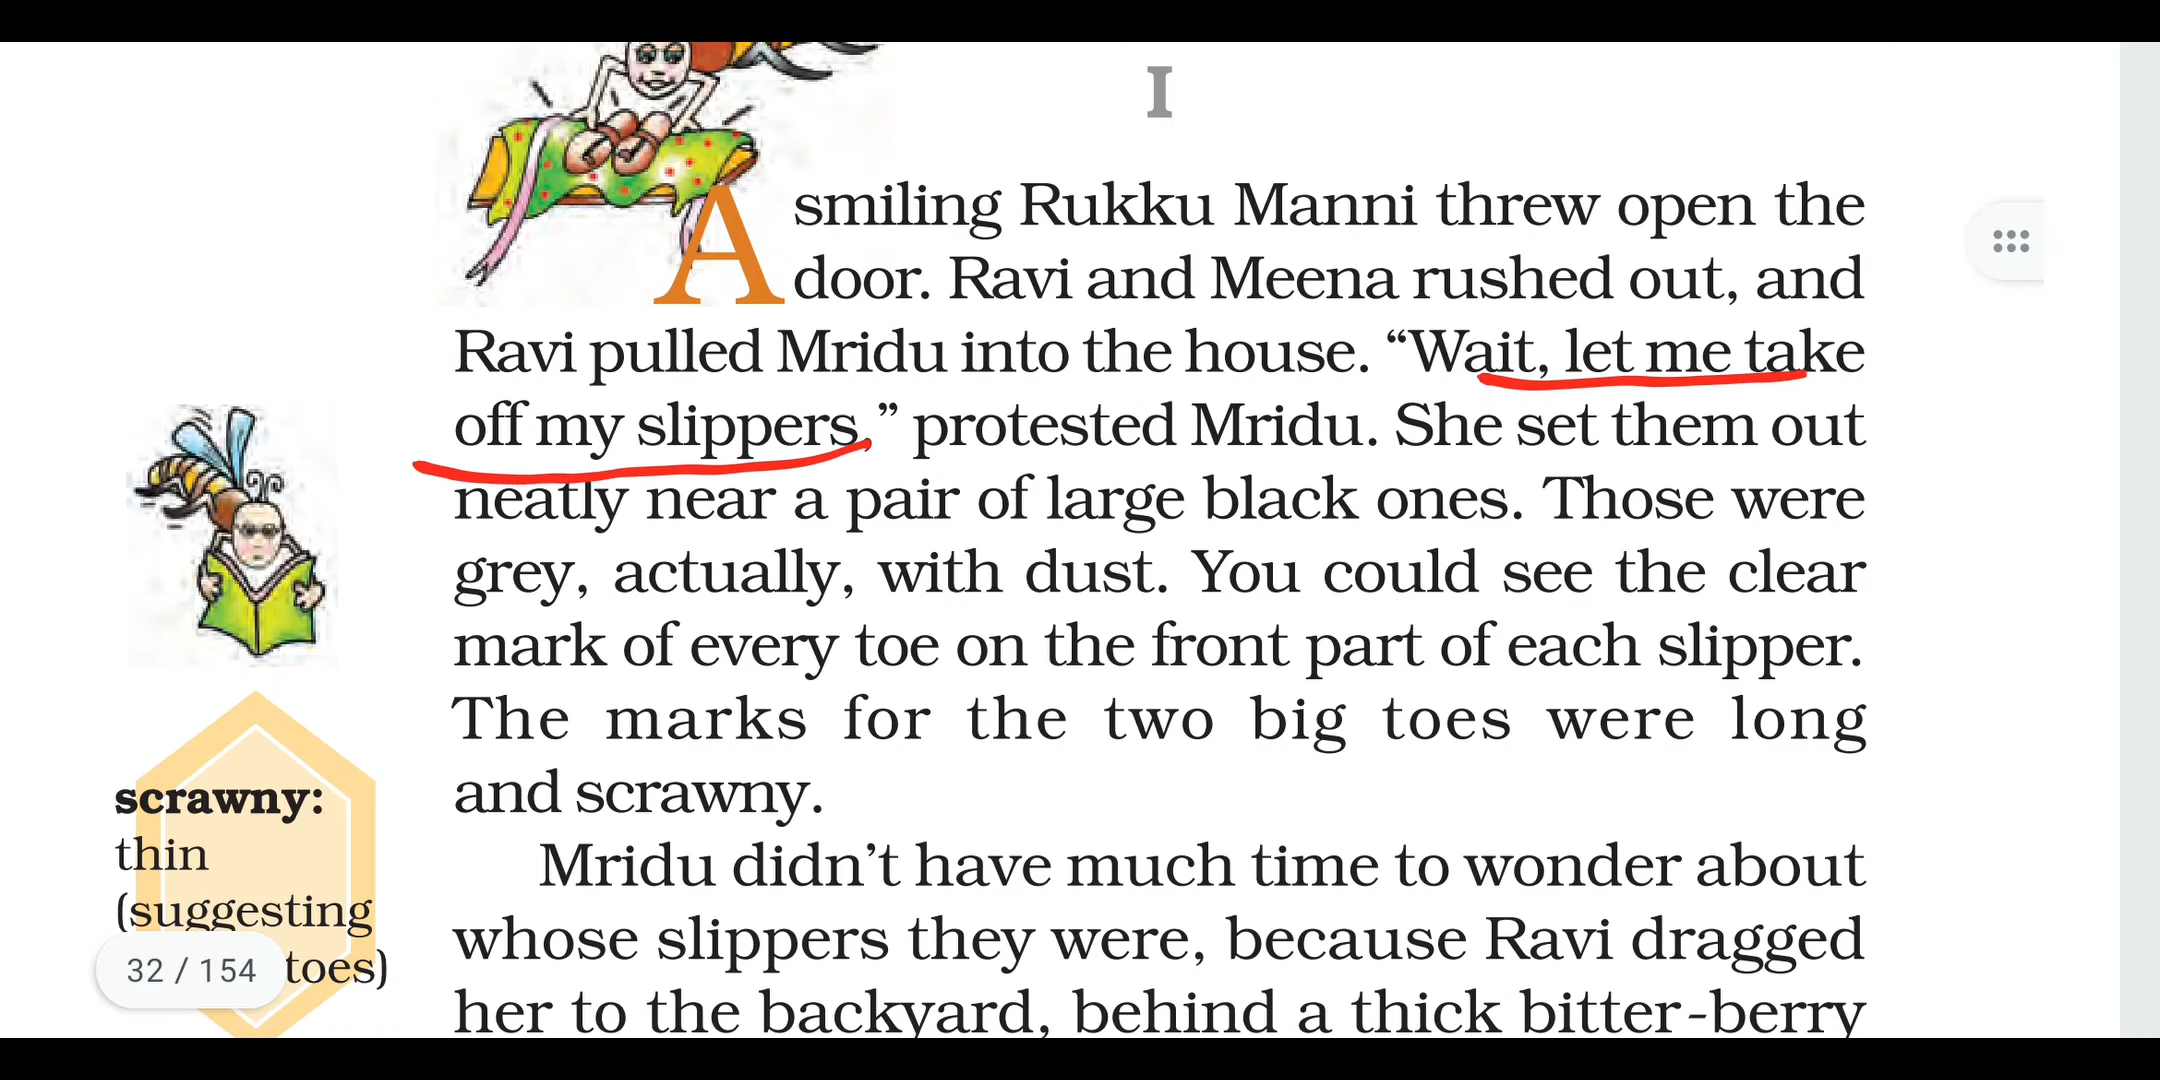 I
A smiling Rukku Manni threw open the
door. Ravi and Meena rushed out, and
Ravi pulled Mridu into the house. “Wait, let me take
off my slippers,” protested Mridu. She set them out
neatly near a pair of large black ones. Those were
grey, actually, with dust. You could see the clear
mark of every toe on the front part of each slipper.
The marks for the two big toes were long
and scrawny.
scrawny:
thin
(suggesting
toes)
32 / 154
Mridu didn’t have much time to wonder about
whose slippers they were, because Ravi dragged
her to the backyard, behind a thick bitter-berry